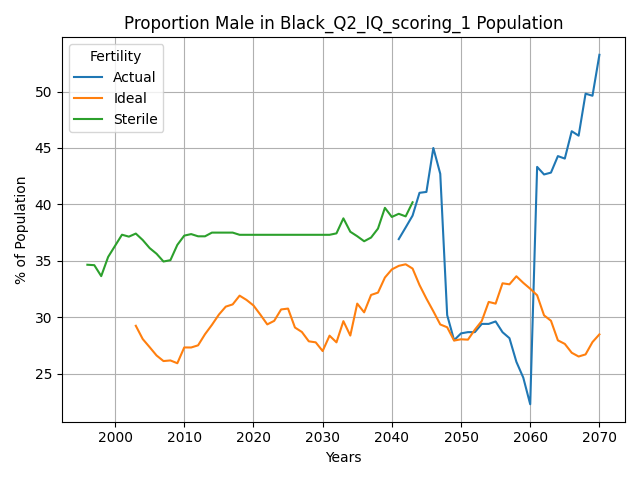 Proportion Male in Black_Q2_IQ_scoring_1 Population
Fertility
Actual
Ideal
Sterile
% of Population
50
45
40
35
30
25
2000
2010
2020
2030
2040
2050
2060
2070
Years